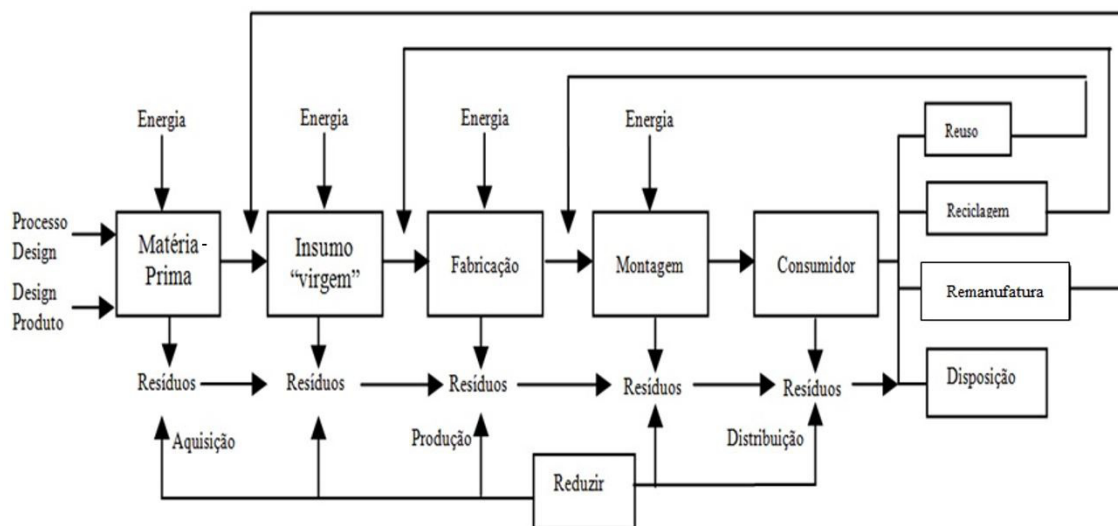 Energia
Energia
Energia
Energia
Reuso
Processo
Design
Design
Produto
Matéria-
Prima
Insumo
“virgem”
Fabricação
Montagem
Consumidor
Reciclagem
Remanufatura
Disposição
Resíduos
Resíduos
Resíduos
Resíduos
Resíduos
Aquisição
Produção
Distribuição
Reduzir